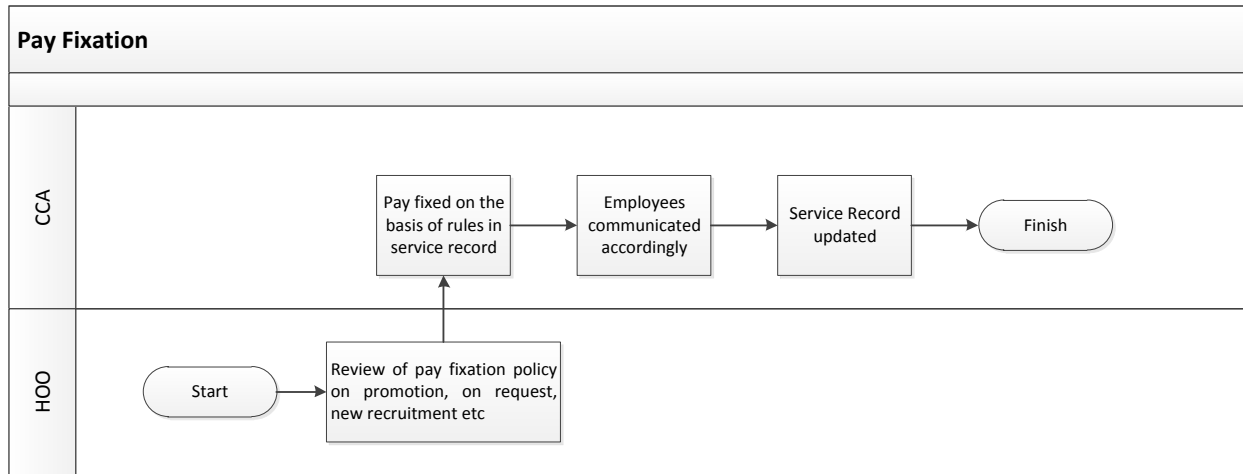 Pay Fixation
CCA
Pay fixed on the
basis of rules in
service record
Employees
communicated
accordingly
Service Record
updated
Finish
HOO
Start
Review of pay fixation policy
on promotion, on request,
new recruitment etc